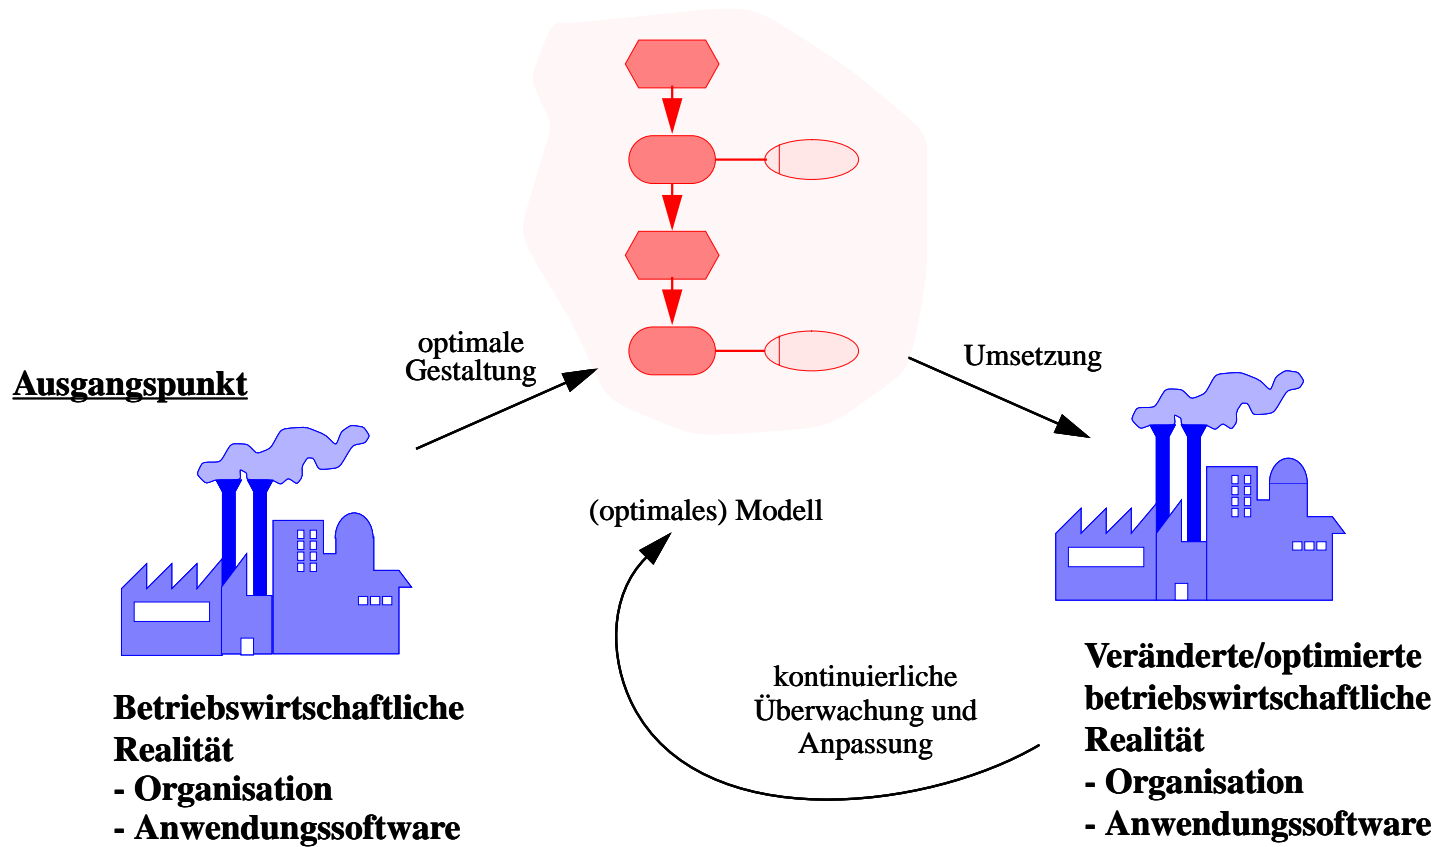 optimale
Gestaltung
Umsetzung
Ausgangspunkt
(optimales) Modell
kontinuierliche
Überwachung und
Anpassung
Betriebswirtschaftliche
Realität
- Organisation
- Anwendungssoftware
Veränderte/optimierte
betriebswirtschaftliche
Realität
- Organisation
- Anwendungssoftware